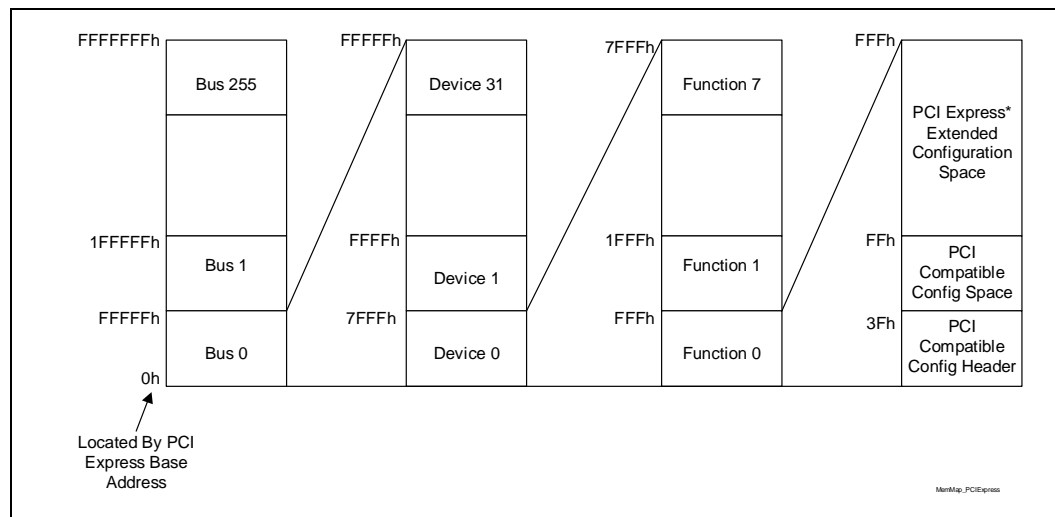 FFFFFFFh
Bus 255
1FFFFFh
Bus 1
FFFFFh
Bus 0
0h
Located By PCI
Express Base
Address
FFFFFh
Device 31
FFFFh
Device 1
7FFFh
Device 0
7FFFh
Function 7
1FFFh
Function 1
FFFh
Function 0
FFFh
PCI Express*
Extended
Configuration
Space
FFh
PCI
Compatible
Config Space
3Fh
PCI
Compatible
Config Header
MemMap_PCIExpress